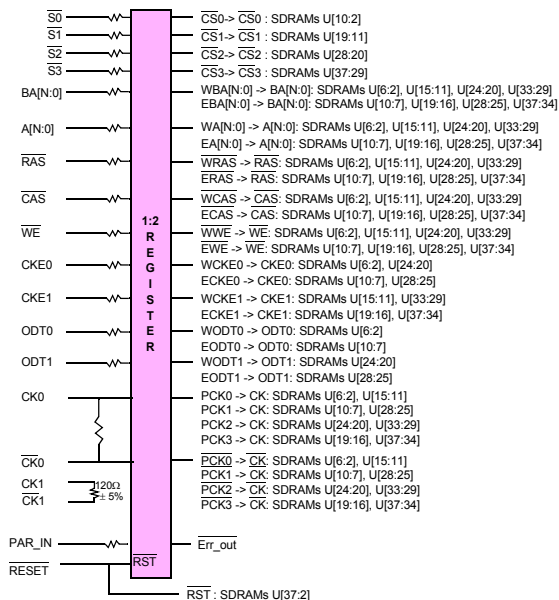 S0
CS0-> CS0 : SDRAMs U[10:2]
S1
CS1-> CS1 : SDRAMs U[19:11]
S2
CS2-> CS2 : SDRAMs U[28:20]
S3
CS3-> CS3 : SDRAMs U[37:29]
BA[N:0]
WBA[N:0] -> BA[N:0]: SDRAMs U[6:2], U[15:11], U[24:20], U[33:29]
EBA[N:0] -> BA[N:0]: SDRAMs U[10:7], U[19:16], U[28:25], U[37:34]
A[N:0]
WA[N:0] -> A[N:0]: SDRAMs U[6:2], U[15:11], U[24:20], U[33:29]
EA[N:0] -> A[N:0]: SDRAMs U[10:7], U[19:16], U[28:25], U[37:34]
RAS
WRAS -> RAS: SDRAMs U[6:2], U[15:11], U[24:20], U[33:29]
ERAS -> RAS: SDRAMs U[10:7], U[19:16], U[28:25], U[37:34]
CAS
WCAS -> CAS: SDRAMs U[6:2], U[15:11], U[24:20], U[33:29]
ECAS -> CAS: SDRAMs U[10:7], U[19:16], U[28:25], U[37:34]
WE
WWE -> WE: SDRAMs U[6:2], U[15:11], U[24:20], U[33:29]
EWE -> WE: SDRAMs U[10:7], U[19:16], U[28:25], U[37:34]
1:2
R
E
G
I
S
T
E
R
CKE0
WCKE0 -> CKE0: SDRAMs U[6:2], U[24:20]
ECKE0 -> CKE0: SDRAMs U[10:7], U[28:25]
CKE1
WCKE1 -> CKE1: SDRAMs U[15:11], U[33:29]
ECKE1 -> CKE1: SDRAMs U[19:16], U[37:34]
ODT0
WODT0 -> ODT0: SDRAMs U[6:2]
EODT0 -> ODT0: SDRAMs U[10:7]
ODT1
WODT1 -> ODT1: SDRAMs U[24:20]
EODT1 -> ODT1: SDRAMs U[28:25]
CK0
PCK0 -> CK: SDRAMs U[6:2], U[15:11]
PCK1 -> CK: SDRAMs U[10:7], U[28:25]
PCK2 -> CK: SDRAMs U[24:20], U[33:29]
PCK3 -> CK: SDRAMs U[19:16], U[37:34]
CK0
PCK0 -> CK: SDRAMs U[6:2], U[15:11]
PCK1 -> CK: SDRAMs U[10:7], U[28:25]
PCK2 -> CK: SDRAMs U[24:20], U[33:29]
PCK3 -> CK: SDRAMs U[19:16], U[37:34]
CK1
CK1
120Ω
± 5%
PAR_IN
Err_out
RESET
RST
RST : SDRAMs U[37:2]